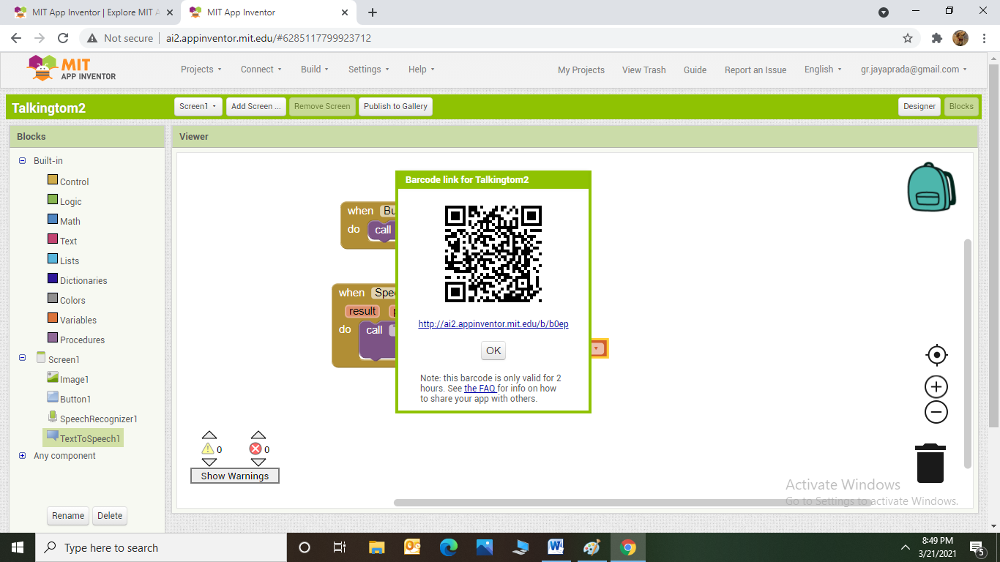 MIT App Inventor | Explore MIT A
MIT App Inventor
Not secure | ai2.appinventor.mit.edu/#6285117799923712
MIT
APP INVENTOR
Projects Connect Build Settings Help My Projects View Trash Guide Report an Issue English gr.jayaprada@gmail.com
Talkingtom2 Screen1 Add Screen ... Remove Screen Publish to Gallery Designer Blocks
Blocks
Viewer
Built-in
Control
Logic
Math
Text
Lists
Dictionaries
Colors
Variables
Procedures
Screen1
Image1
Button1
SpeechRecognizer1
TextToSpeech1
Any component
Rename Delete
when Bu
do call
when Spee
result p
do call T
Barcode link for Talkingtom2
http://ai2.appinventor.mit.edu/b/b0ep
OK
Note: this barcode is only valid for 2
hours. See the FAQ for info on how
to share your app with others.
0 0
Show Warnings
Activate Windows
Go to Settings to activate Windows.
Type here to search
8:49 PM
3/21/2021
5